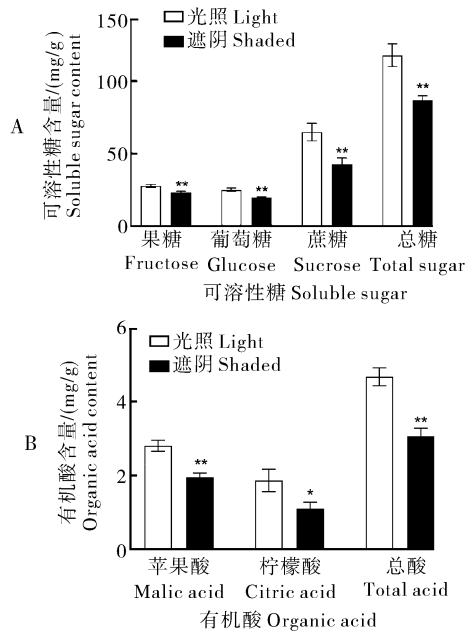 A
可溶性糖含量/(mg/g)
Soluble sugar content
150
100
50
0
光照 Light
遮阴 Shaded
**
**
**
**
果糖 葡萄糖 蔗糖 总糖
Fructose Glucose Sucrose Total sugar
可溶性糖 Soluble sugar
B
有机酸含量/(mg/g)
Organic acid content
6
4
2
0
光照 Light
遮阴 Shaded
**
*
**
苹果酸 柠檬酸 总酸
Malic acid Citric acid Total acid
有机酸 Organic acid